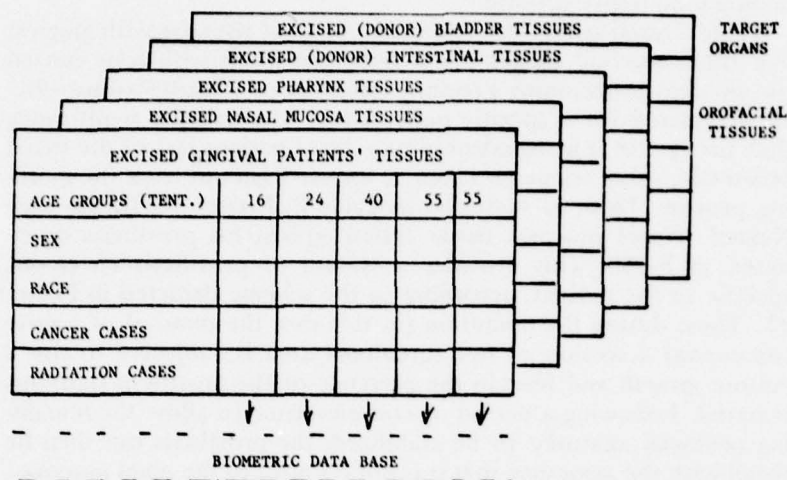 EXCISED (DONOR) BLADDER TISSUES
TARGET
ORGANS
EXCISED (DONOR) INTESTINAL TISSUES
EXCISED PHARYNX TISSUES
OROFACIAL
TISSUES
EXCISED NASAL MUCOSA TISSUES
EXCISED GINGIVAL PATIENTS' TISSUES
AGE GROUPS (TENT.) 16 24 40 55 55
SEX
RACE
CANCER CASES
RADIATION CASES
BIOMETRIC DATA BASE